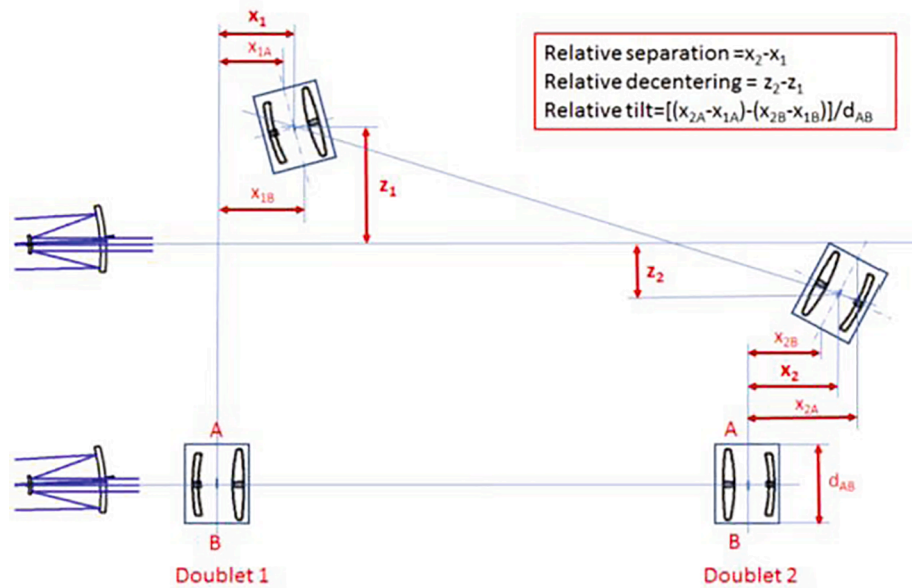 x₁
x₁A
Relative separation =x₂-x₁
Relative decentering = z₂-z₁
Relative tilt=[(x₂A-x₁A)-(x₂B-x₁B)]/dAB
x₁B
z₁
z₂
x₂B
x₂
x₂A
A
A
dAB
B
B
Doublet 1
Doublet 2